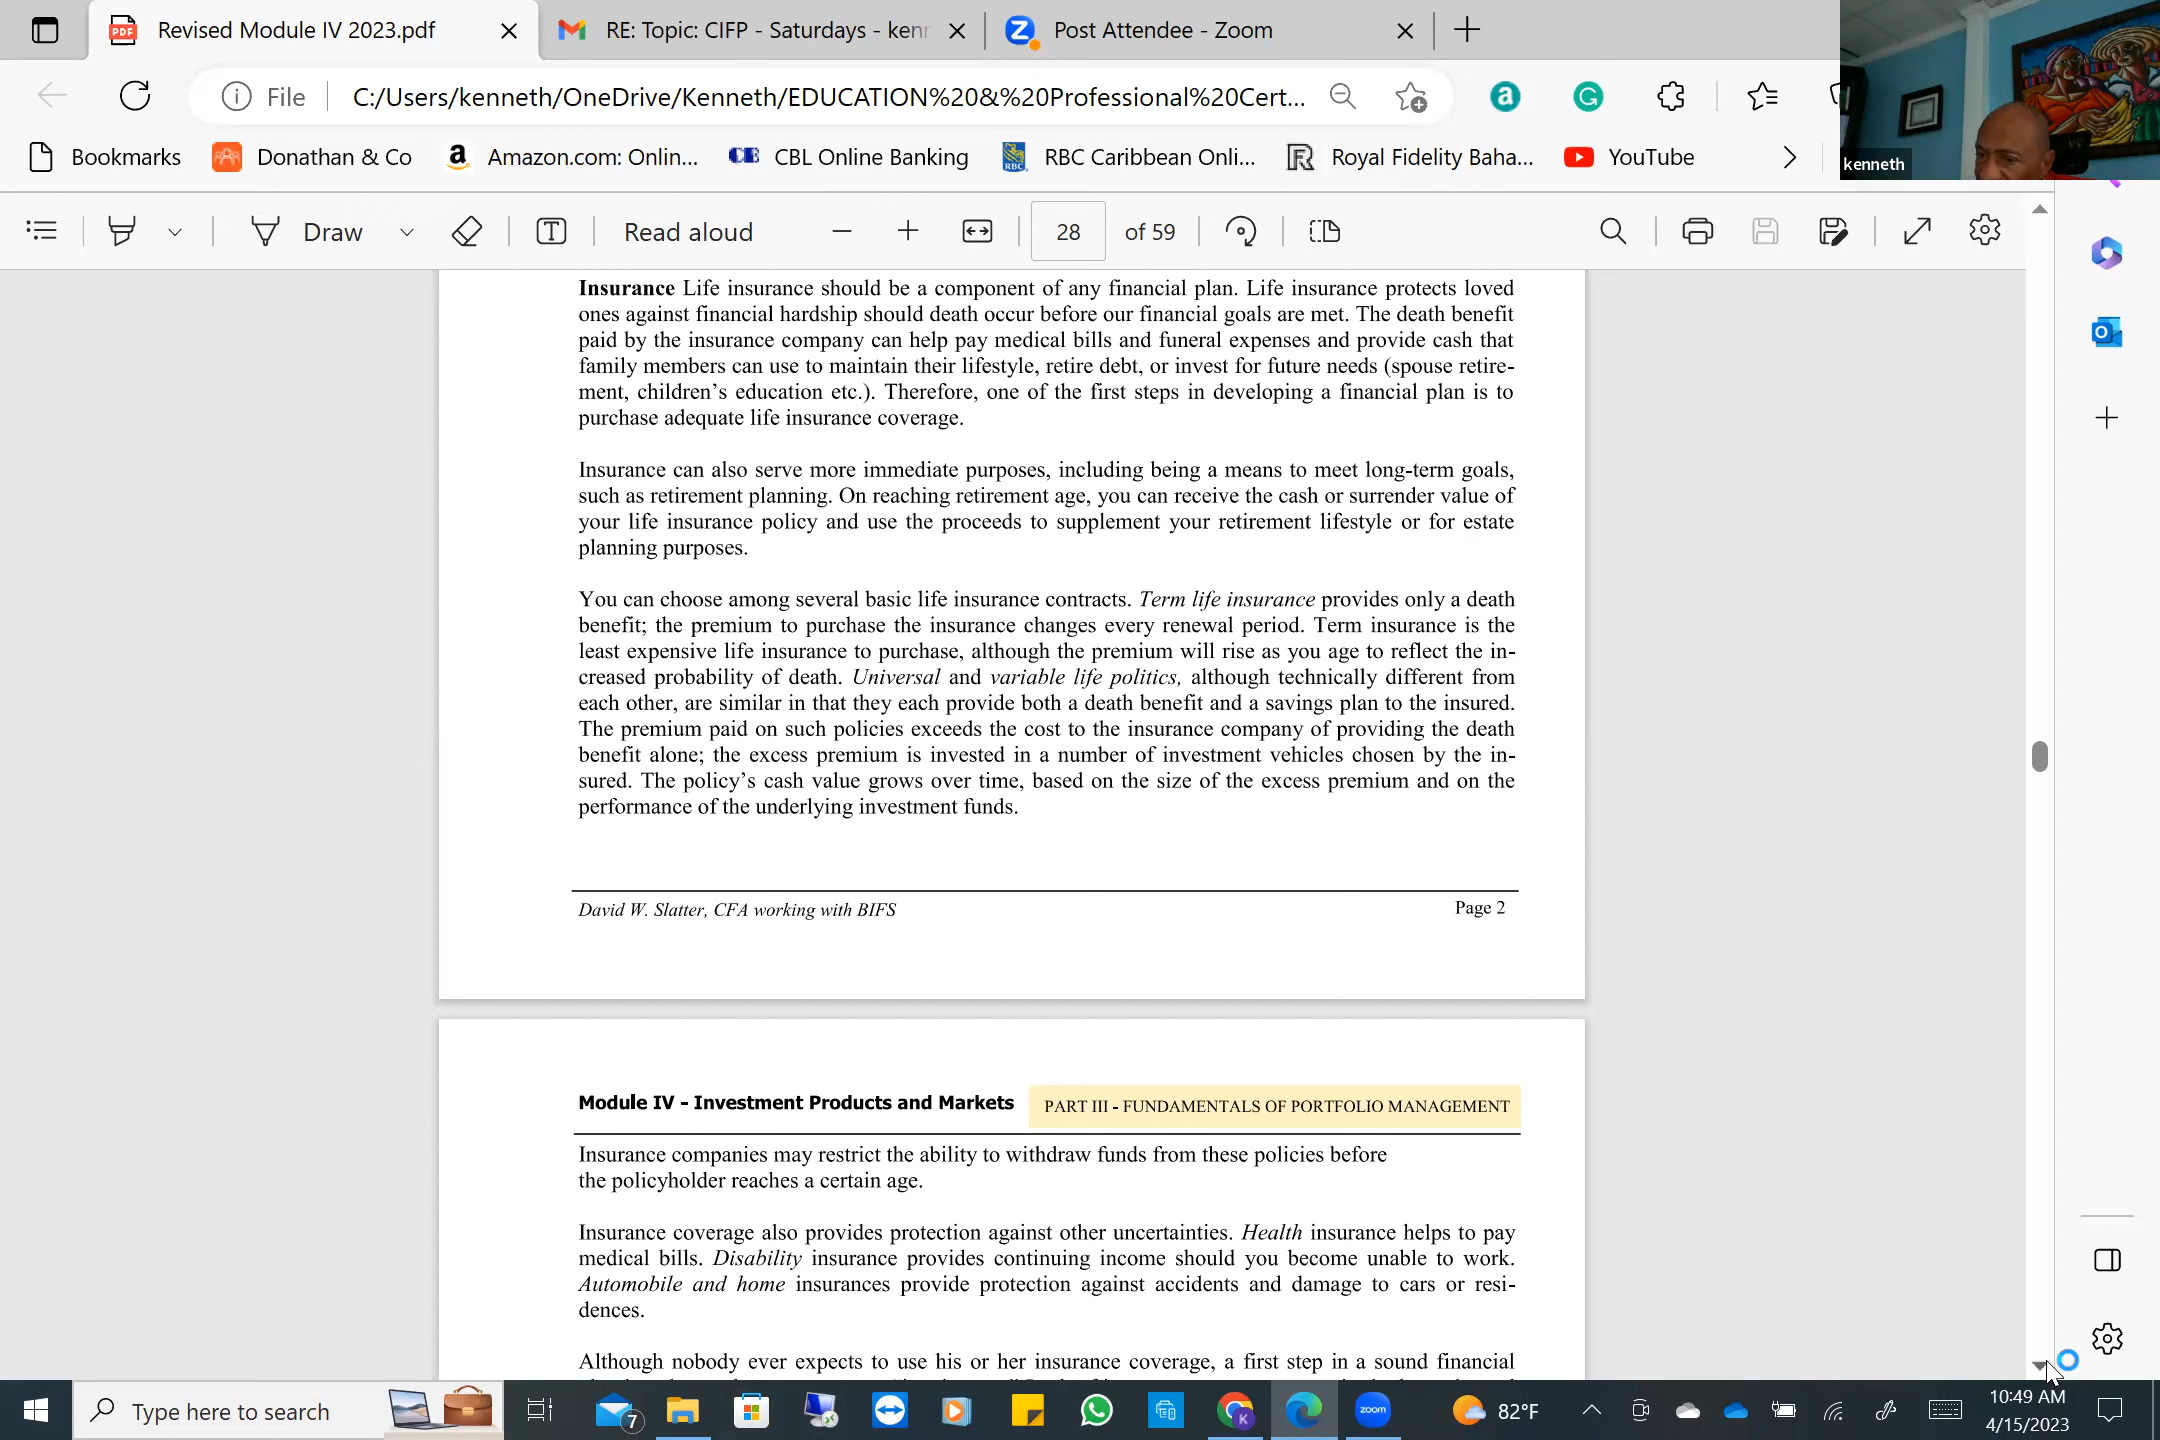 Revised Module IV 2023.pdf
RE: Topic: CIFP - Saturdays - ken
Post Attendee - Zoom
File
C:/Users/kenneth/OneDrive/Kenneth/EDUCATION%20&%20Professional%20Cert...
kenneth
Bookmarks
Donathan & Co
Amazon.com: Onlin...
CBL Online Banking
RBC Caribbean Onli...
Royal Fidelity Baha...
YouTube
Draw
Read aloud
28
of 59
Insurance Life insurance should be a component of any financial plan. Life insurance protects loved
ones against financial hardship should death occur before our financial goals are met. The death benefit
paid by the insurance company can help pay medical bills and funeral expenses and provide cash that
family members can use to maintain their lifestyle, retire debt, or invest for future needs (spouse retire-
ment, children's education etc.). Therefore, one of the first steps in developing a financial plan is to
purchase adequate life insurance coverage.
Insurance can also serve more immediate purposes, including being a means to meet long-term goals,
such as retirement planning. On reaching retirement age, you can receive the cash or surrender value of
your life insurance policy and use the proceeds to supplement your retirement lifestyle or for estate
planning purposes.
You can choose among several basic life insurance contracts. Term life insurance provides only a death
benefit; the premium to purchase the insurance changes every renewal period. Term insurance is the
least expensive life insurance to purchase, although the premium will rise as you age to reflect the in-
creased probability of death. Universal and variable life politics, although technically different from
each other, are similar in that they each provide both a death benefit and a savings plan to the insured.
The premium paid on such policies exceeds the cost to the insurance company of providing the death
benefit alone; the excess premium is invested in a number of investment vehicles chosen by the in-
sured. The policy's cash value grows over time, based on the size of the excess premium and on the
performance of the underlying investment funds.
David W. Slatter, CFA working with BIFS
Page 2
Module IV - Investment Products and Markets
PART III - FUNDAMENTALS OF PORTFOLIO MANAGEMENT
Insurance companies may restrict the ability to withdraw funds from these policies before
the policyholder reaches a certain age.
Insurance coverage also provides protection against other uncertainties. Health insurance helps to pay
medical bills. Disability insurance provides continuing income should you become unable to work.
Automobile and home insurances provide protection against accidents and damage to cars or resi-
dences.
Although nobody ever expects to use his or her insurance coverage, a first step in a sound financial
Type here to search
7
zoom
82°F
10:49 AM
4/15/2023